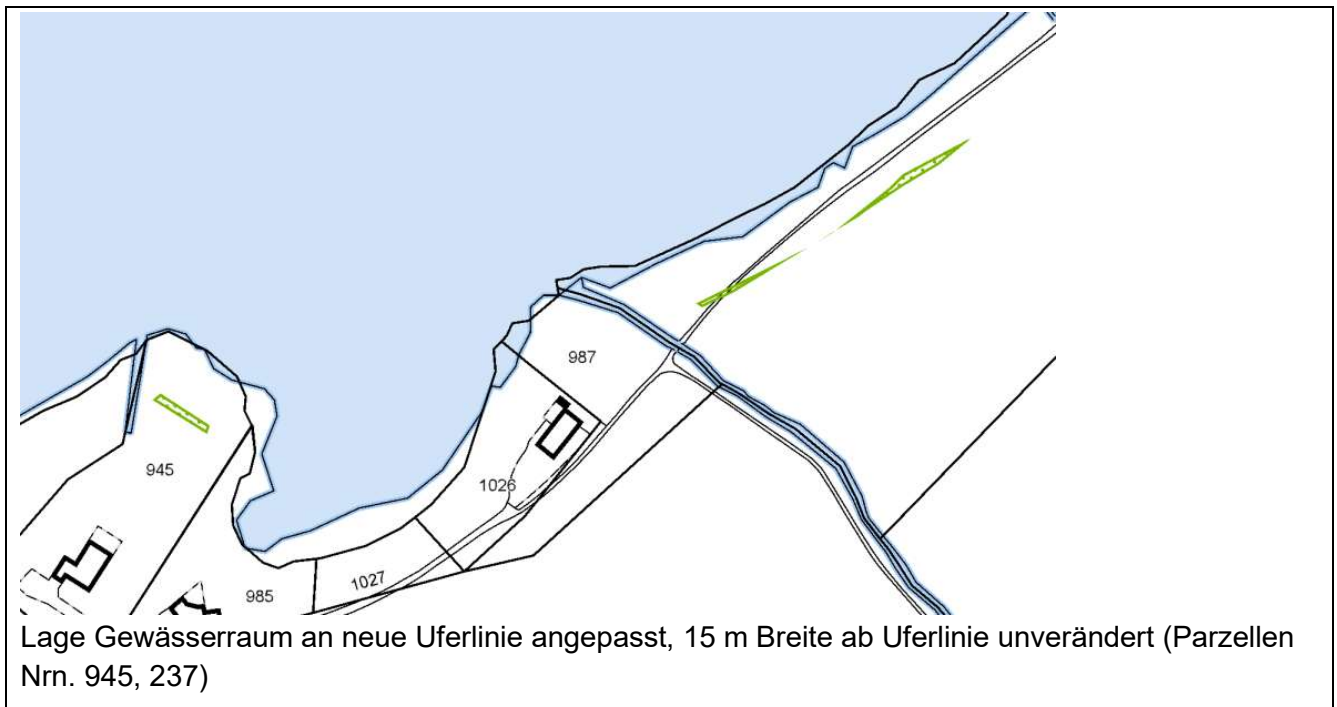 987
945
1026
1027
985
Lage Gewässerraum an neue Uferlinie angepasst, 15 m Breite ab Uferlinie unverändert (Parzellen
Nrn. 945, 237)